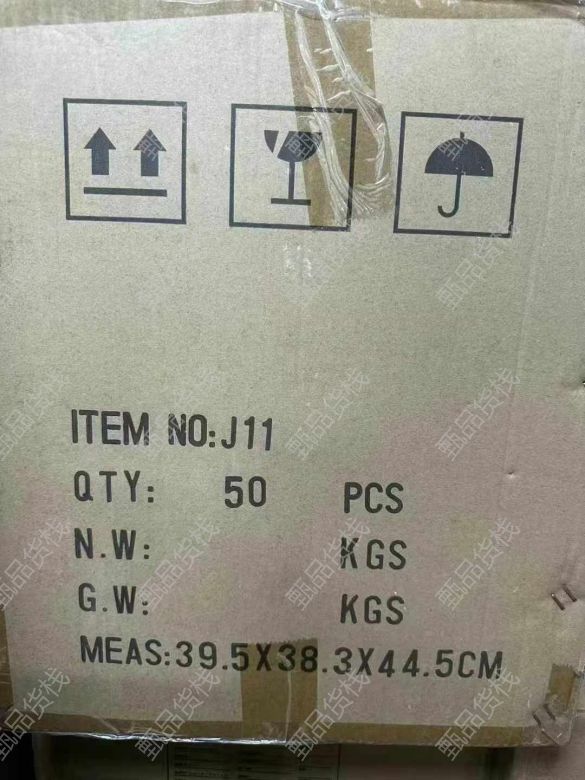 ITEM NO:J11
QTY: 50 PCS
N.W: KGS
G.W: KGS
MEAS:39.5X38.3X44.5CM
甄品货栈